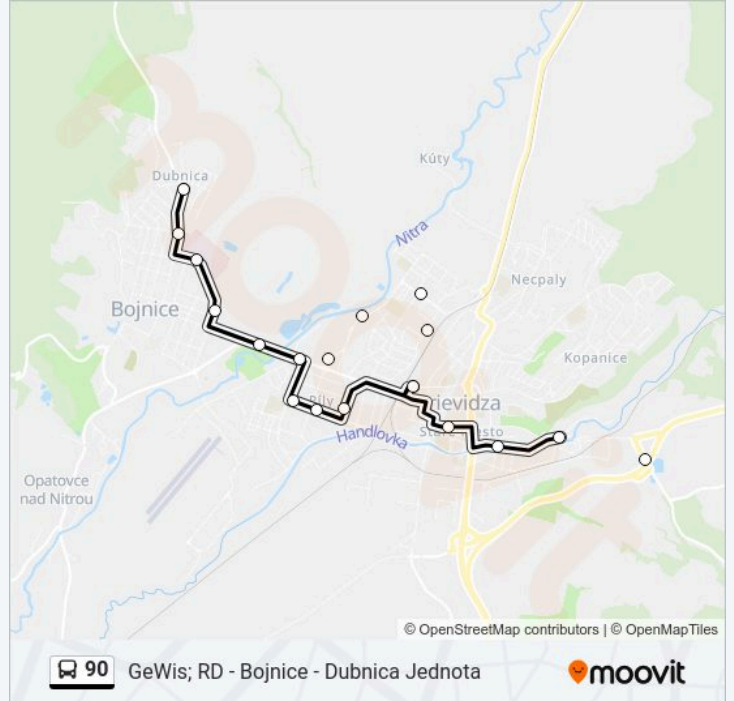 Dubnica
Kúty
Nitra
Necpaly
Bojnice
Kopanice
Píly
Prievidza
Staré mesto
Handlovka
Opatovce
nad Nitrou
© OpenStreetMap contributors | © OpenMapTiles
90 GeWis; RD - Bojnice - Dubnica Jednota
moovit